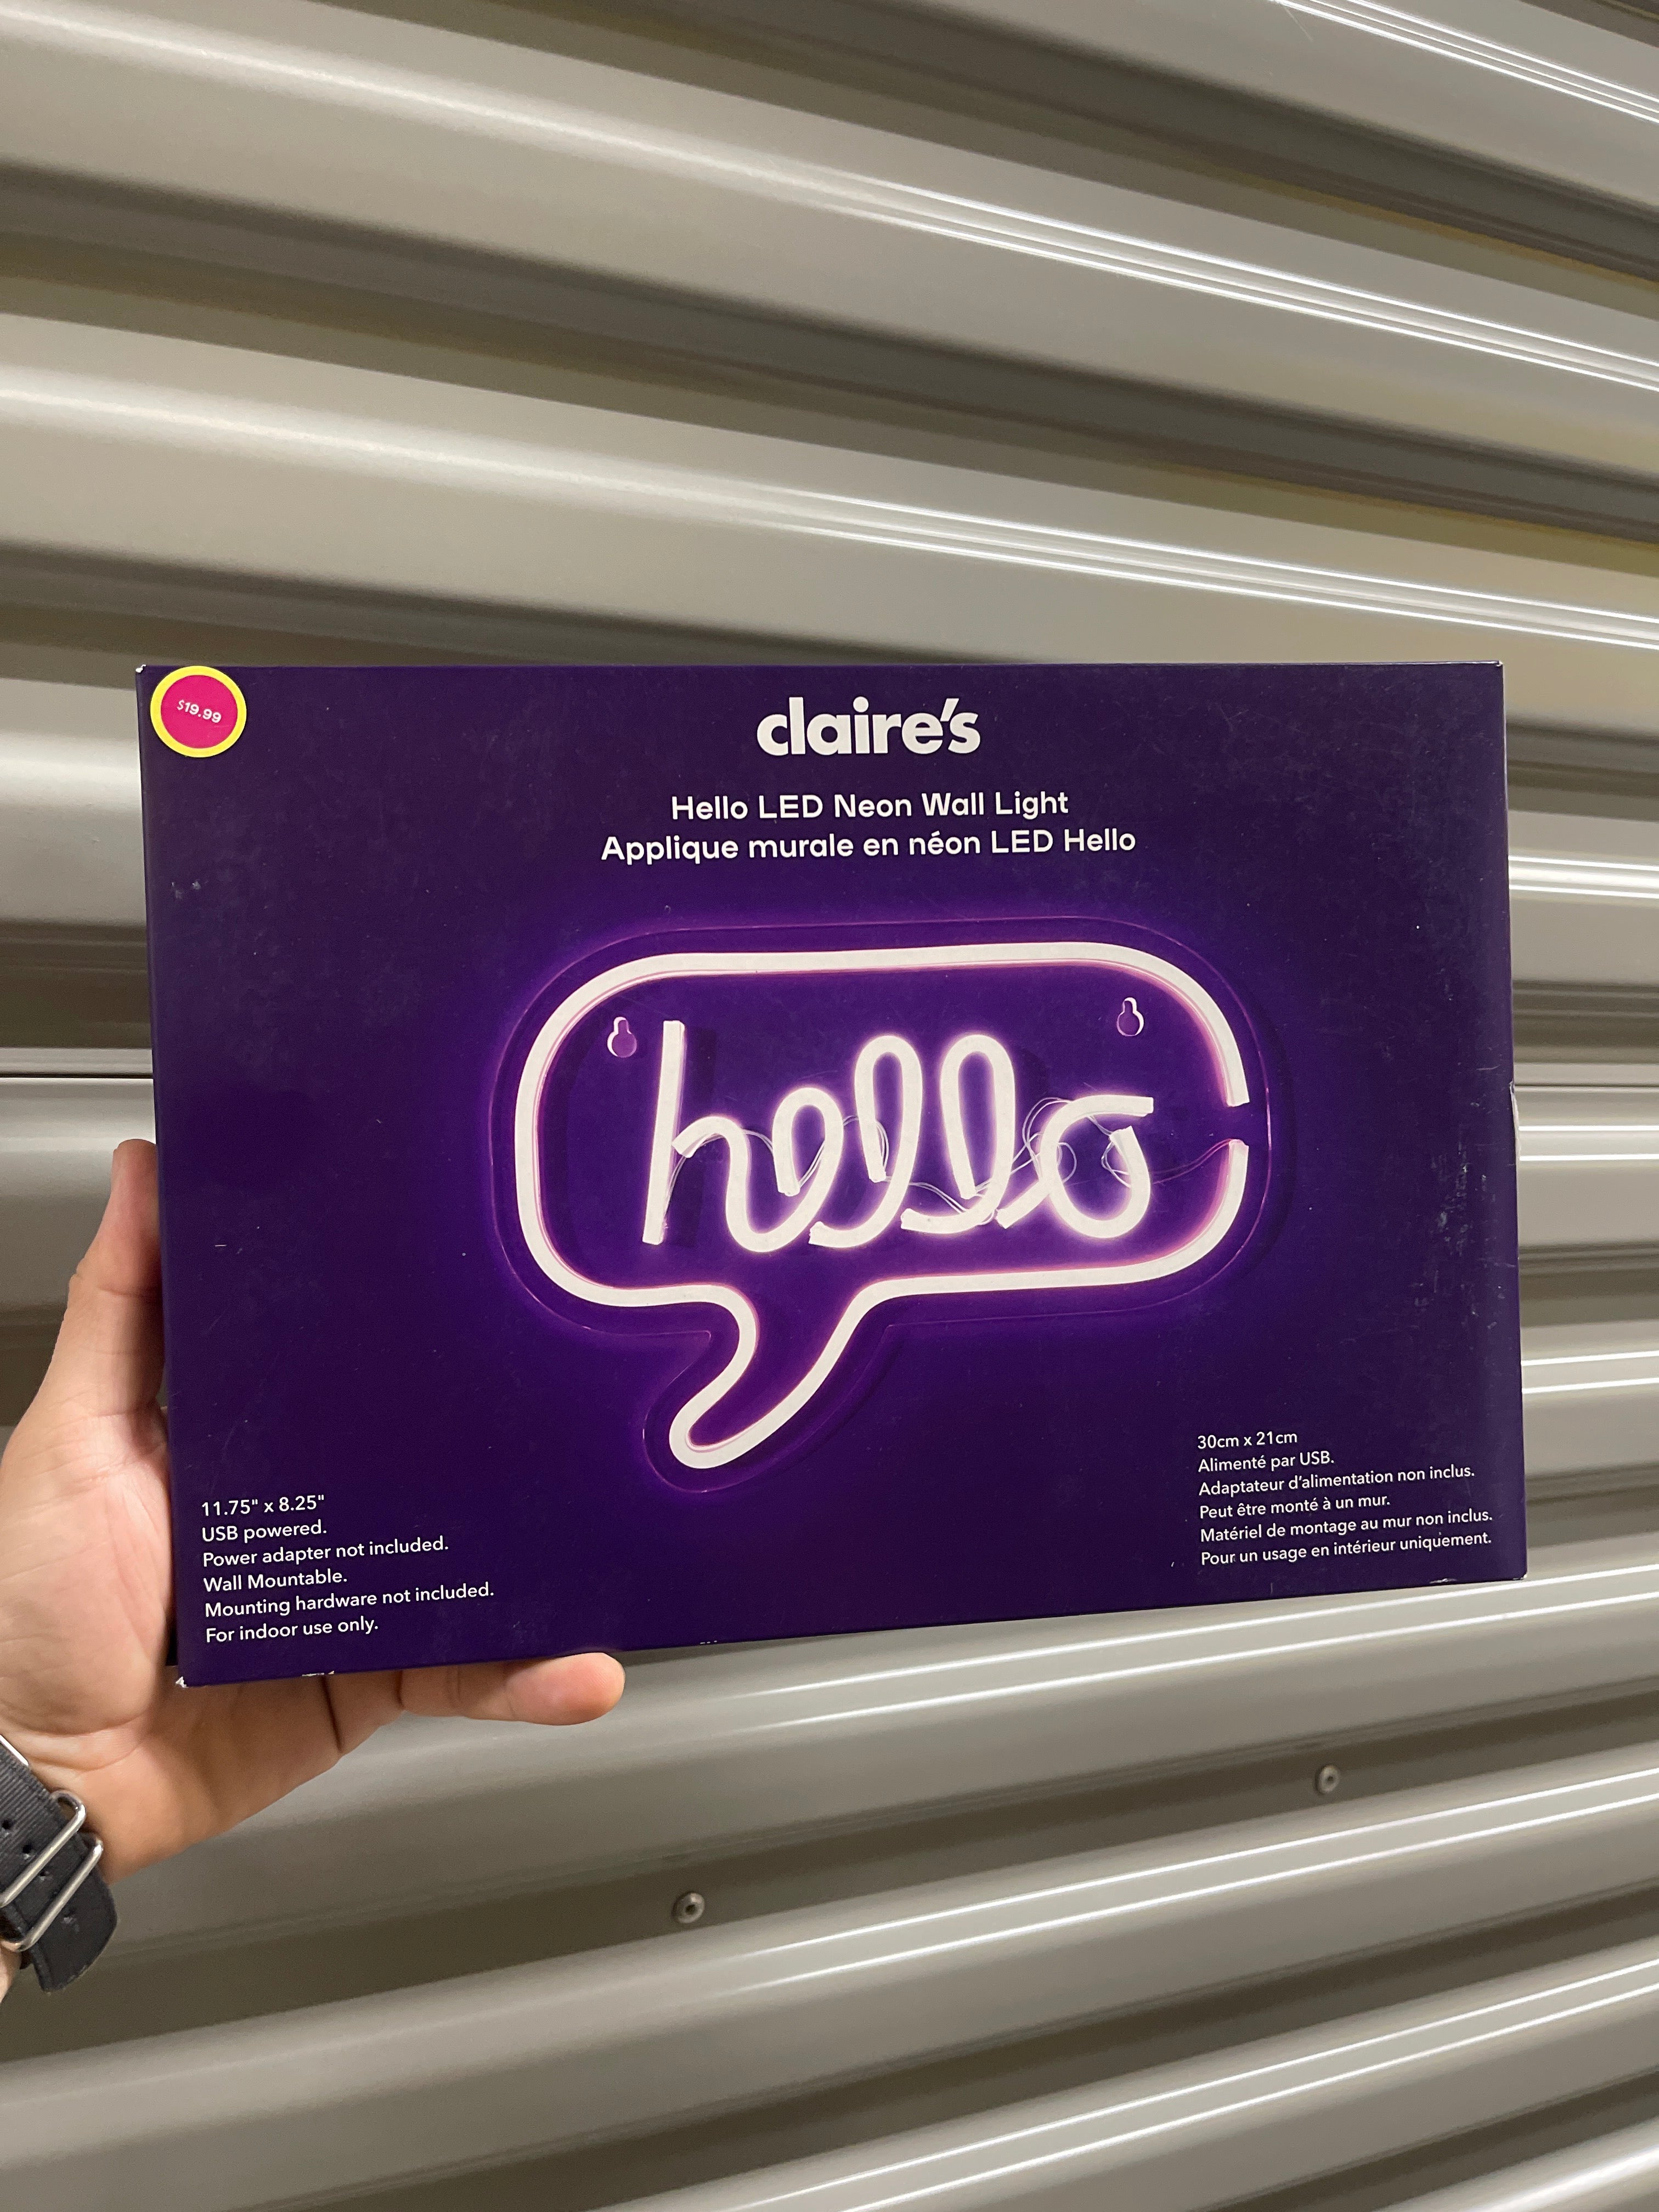 $19.99
claire's
Hello LED Neon Wall Light
Applique murale en néon LED Hello
hello
11.75" x 8.25"
USB powered.
Power adapter not included.
Wall Mountable.
Mounting hardware not included.
For indoor use only.
30cm x 21cm
Alimenté par USB.
Adaptateur d’alimentation non inclus.
Peut être monté à un mur.
Matériel de montage au mur non inclus.
Pour un usage en intérieur uniquement.